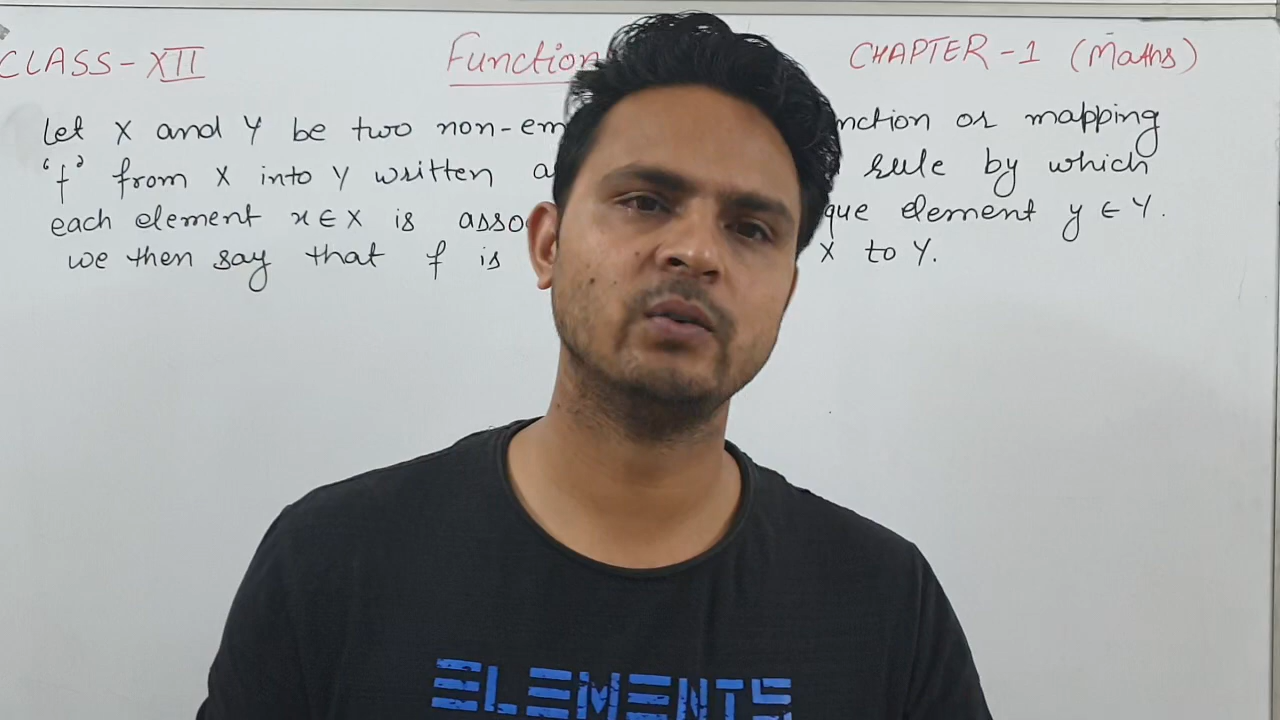 CLASS-XII Function CHAPTER-1 (Maths)
Let X and Y be two non-em nction or mapping
'f' from X into Y written a rule by which
each element x ∈ X is asso que element y ∈ Y.
we then say that f is X to Y.
ELEMENTS